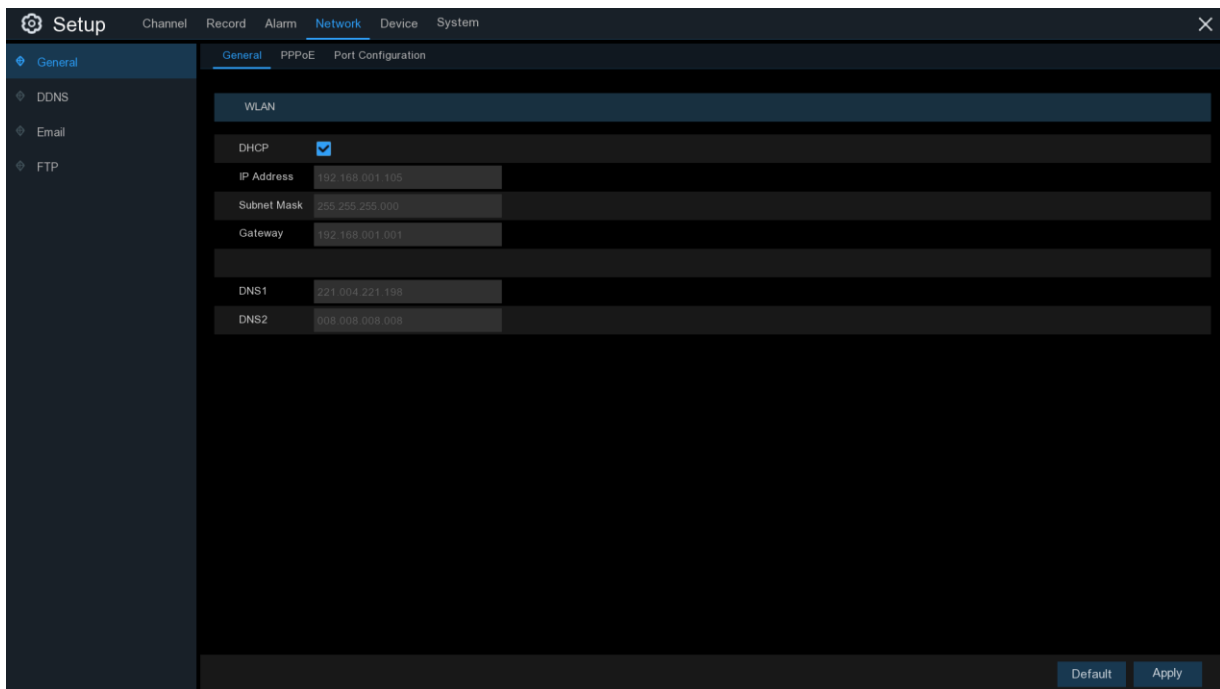 Setup Channel Record Alarm Network Device System
General
DDNS
Email
FTP
General PPPoE Port Configuration
WLAN
DHCP
IP Address 192.168.001.105
Subnet Mask 255.255.255.000
Gateway 192.168.001.001
DNS1 221.004.221.198
DNS2 008.008.008.008
Default Apply